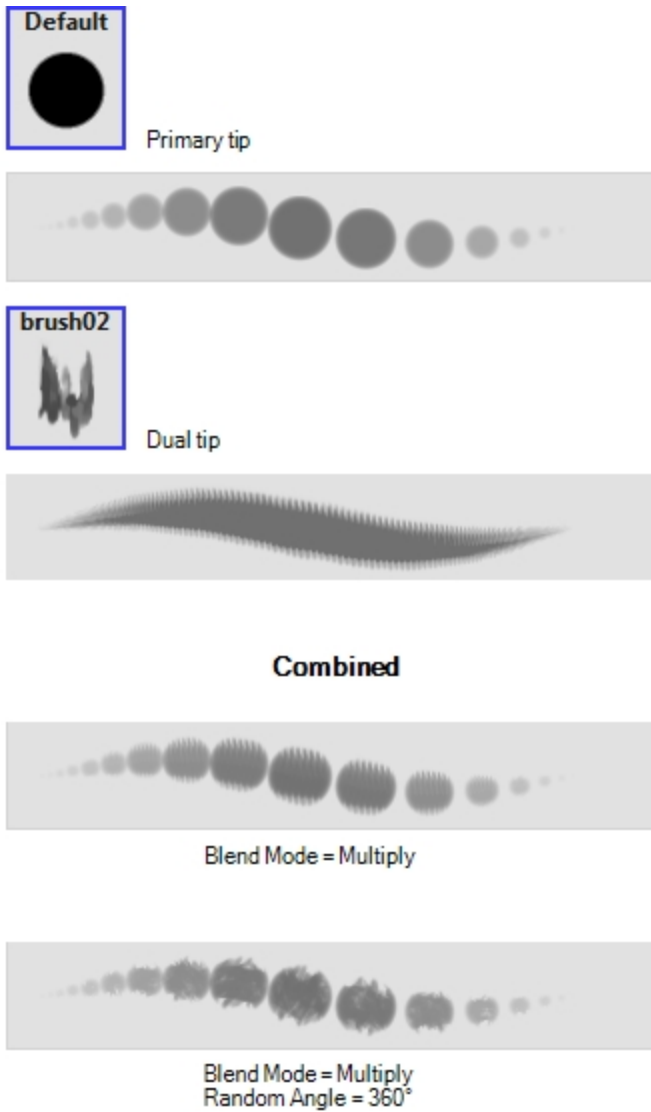 Default
Primary tip
brush02
Dual tip
Combined
Blend Mode = Multiply
Blend Mode = Multiply
Random Angle = 360°